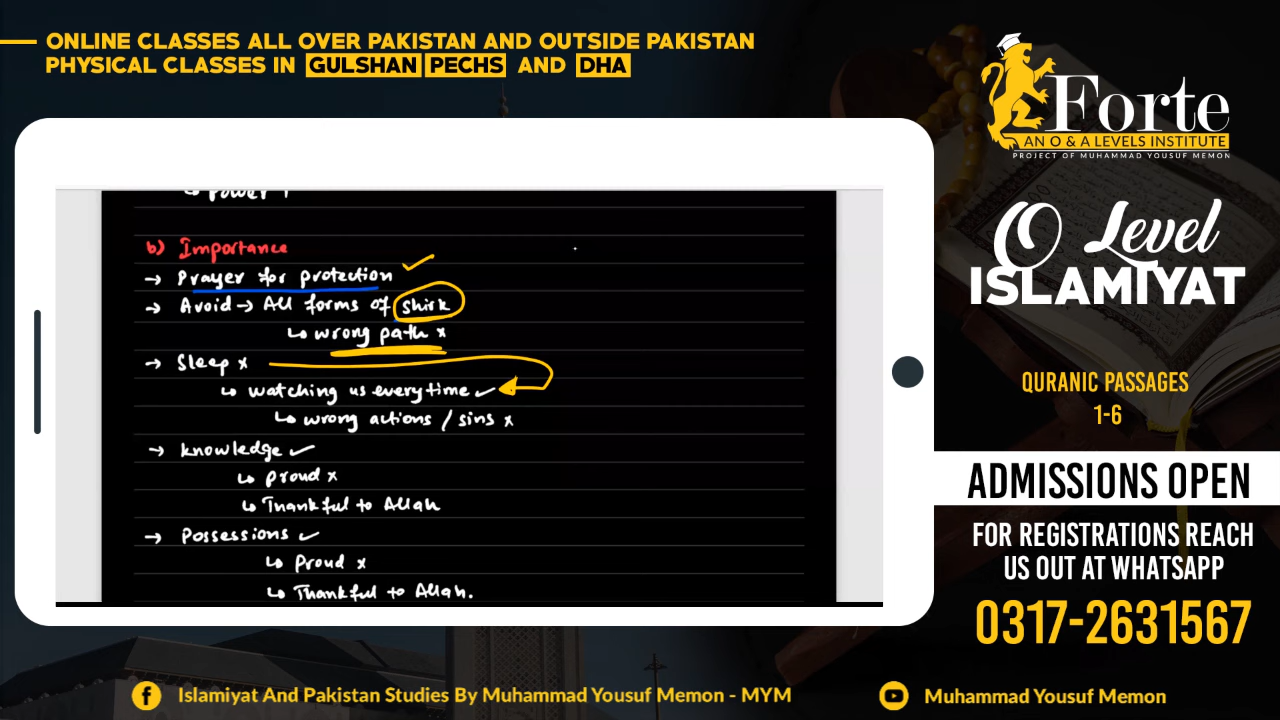 ONLINE CLASSES ALL OVER PAKISTAN AND OUTSIDE PAKISTAN
PHYSICAL CLASSES IN GULSHAN PECHS AND DHA
Forte
AN O & A LEVELS INSTITUTE
PROJECT OF MUHAMMAD YOUSUF MEMON
↳ Power
b) Importance
→ Prayer for protection ✓
→ Avoid → All forms of shirk
↳ wrong path x
→ Sleep x
↳ watching us everytime ✓
↳ wrong actions / sins x
→ knowledge ✓
↳ proud x
↳ Thankful to Allah
→ Possessions ✓
↳ Proud x
↳ Thankful to Allah.
O Level
ISLAMIYAT
QURANIC PASSAGES
1-6
ADMISSIONS OPEN
FOR REGISTRATIONS REACH
US OUT AT WHATSAPP
0317-2631567
Islamiyat And Pakistan Studies By Muhammad Yousuf Memon - MYM
Muhammad Yousuf Memon